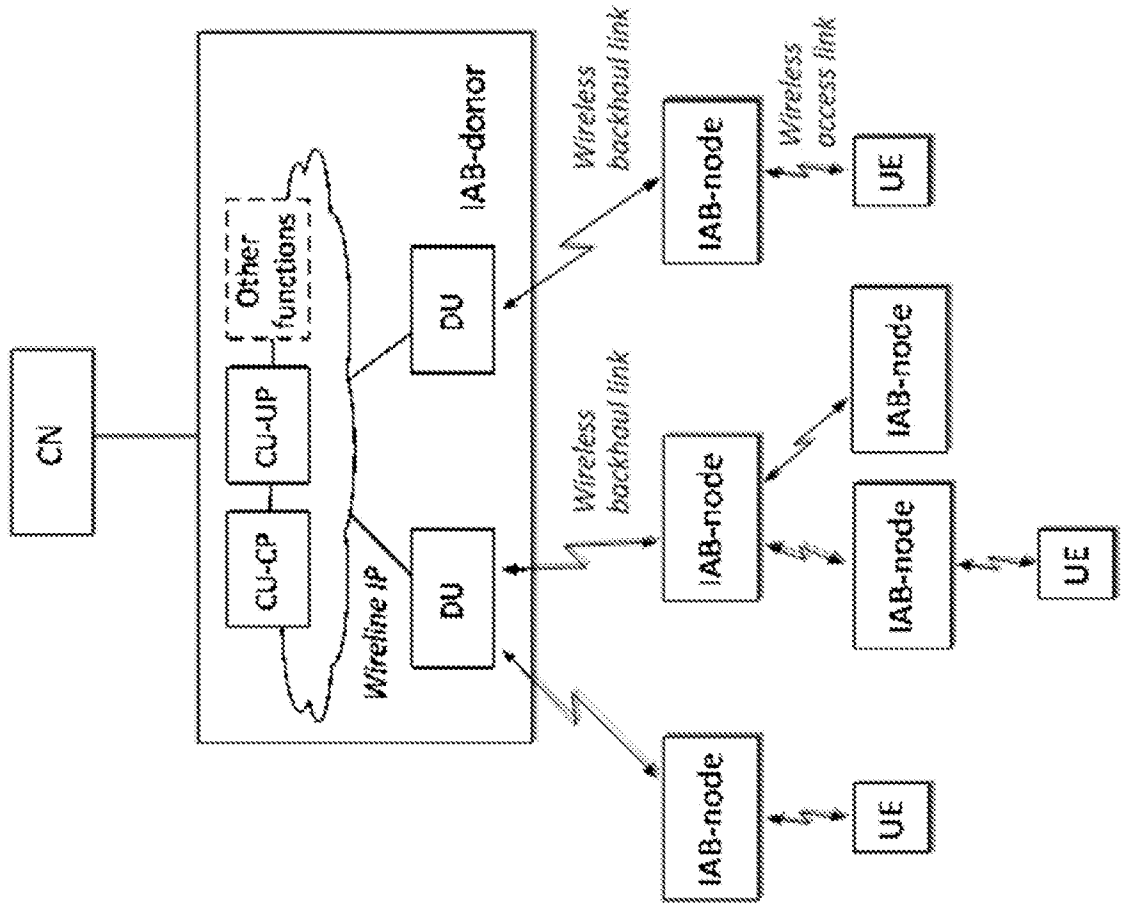 CN
CU-CP
CU-UP
Other
functions
Wireline IP
DU
DU
IAB-donor
Wireless
backhaul link
Wireless
backhaul link
IAB-node
IAB-node
IAB-node
Wireless
access link
UE
IAB-node
IAB-node
UE
UE